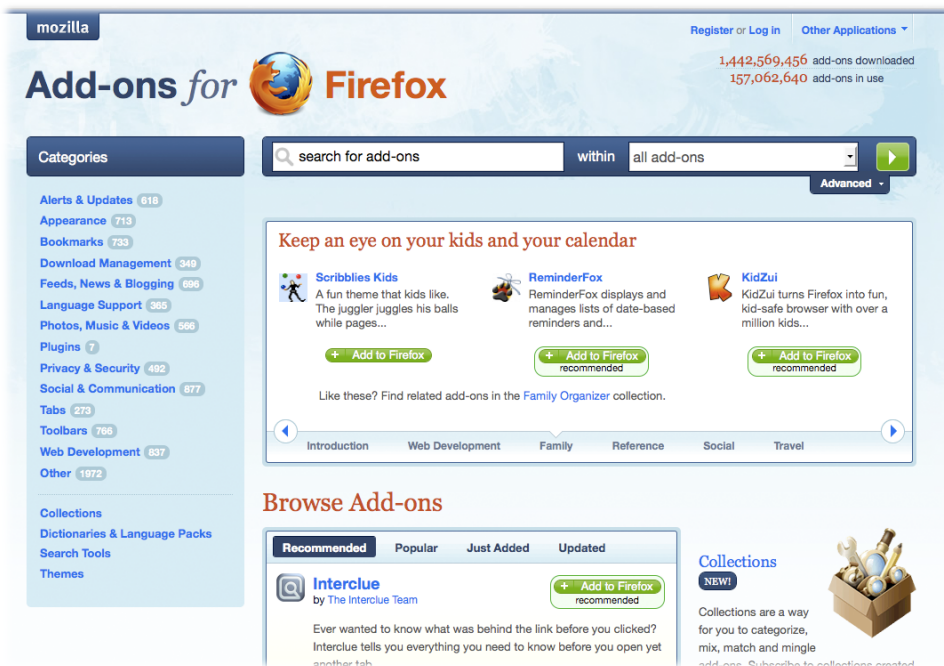 mozilla
Register or Log in
Other Applications
Add-ons for Firefox
1,442,569,456 add-ons downloaded
157,062,640 add-ons in use
Categories
search for add-ons
within
all add-ons
Advanced
Alerts & Updates 618
Appearance 713
Bookmarks 733
Download Management 349
Feeds, News & Blogging 696
Language Support 365
Photos, Music & Videos 566
Plugins 7
Privacy & Security 492
Social & Communication 877
Tabs 273
Toolbars 766
Web Development 837
Other 1972
Collections
Dictionaries & Language Packs
Search Tools
Themes
Keep an eye on your kids and your calendar
Scribblies Kids
A fun theme that kids like.
The juggler juggles his balls
while pages...
+ Add to Firefox
ReminderFox
ReminderFox displays and
manages lists of date-based
reminders and...
+ Add to Firefox
recommended
KidZui
KidZui turns Firefox into fun,
kid-safe browser with over a
million kids...
+ Add to Firefox
recommended
Like these? Find related add-ons in the Family Organizer collection.
Introduction
Web Development
Family
Reference
Social
Travel
Browse Add-ons
Recommended
Popular
Just Added
Updated
Interclue
by The Interclue Team
+ Add to Firefox
recommended
Ever wanted to know what was behind the link before you clicked?
Interclue tells you everything you need to know before you open yet
another tab
Collections
NEW!
Collections are a way
for you to categorize,
mix, match and mingle
add-ons. Subscribe to collections created